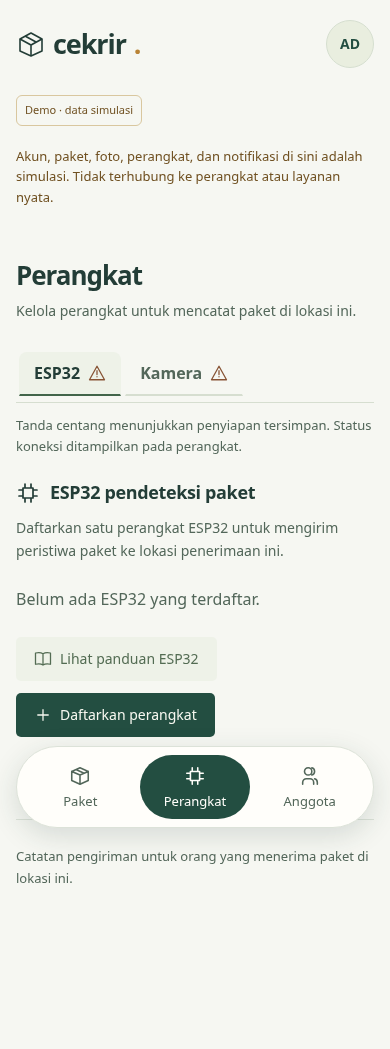 cekrir.
AD
Demo · data simulasi
Akun, paket, foto, perangkat, dan notifikasi di sini adalah
simulasi. Tidak terhubung ke perangkat atau layanan
nyata.
Perangkat
Kelola perangkat untuk mencatat paket di lokasi ini.
ESP32
Kamera
Tanda centang menunjukkan penyiapan tersimpan. Status
koneksi ditampilkan pada perangkat.
ESP32 pendeteksi paket
Daftarkan satu perangkat ESP32 untuk mengirim
peristiwa paket ke lokasi penerimaan ini.
Belum ada ESP32 yang terdaftar.
Lihat panduan ESP32
Daftarkan perangkat
Paket
Perangkat
Anggota
Catatan pengiriman untuk orang yang menerima paket di
lokasi ini.